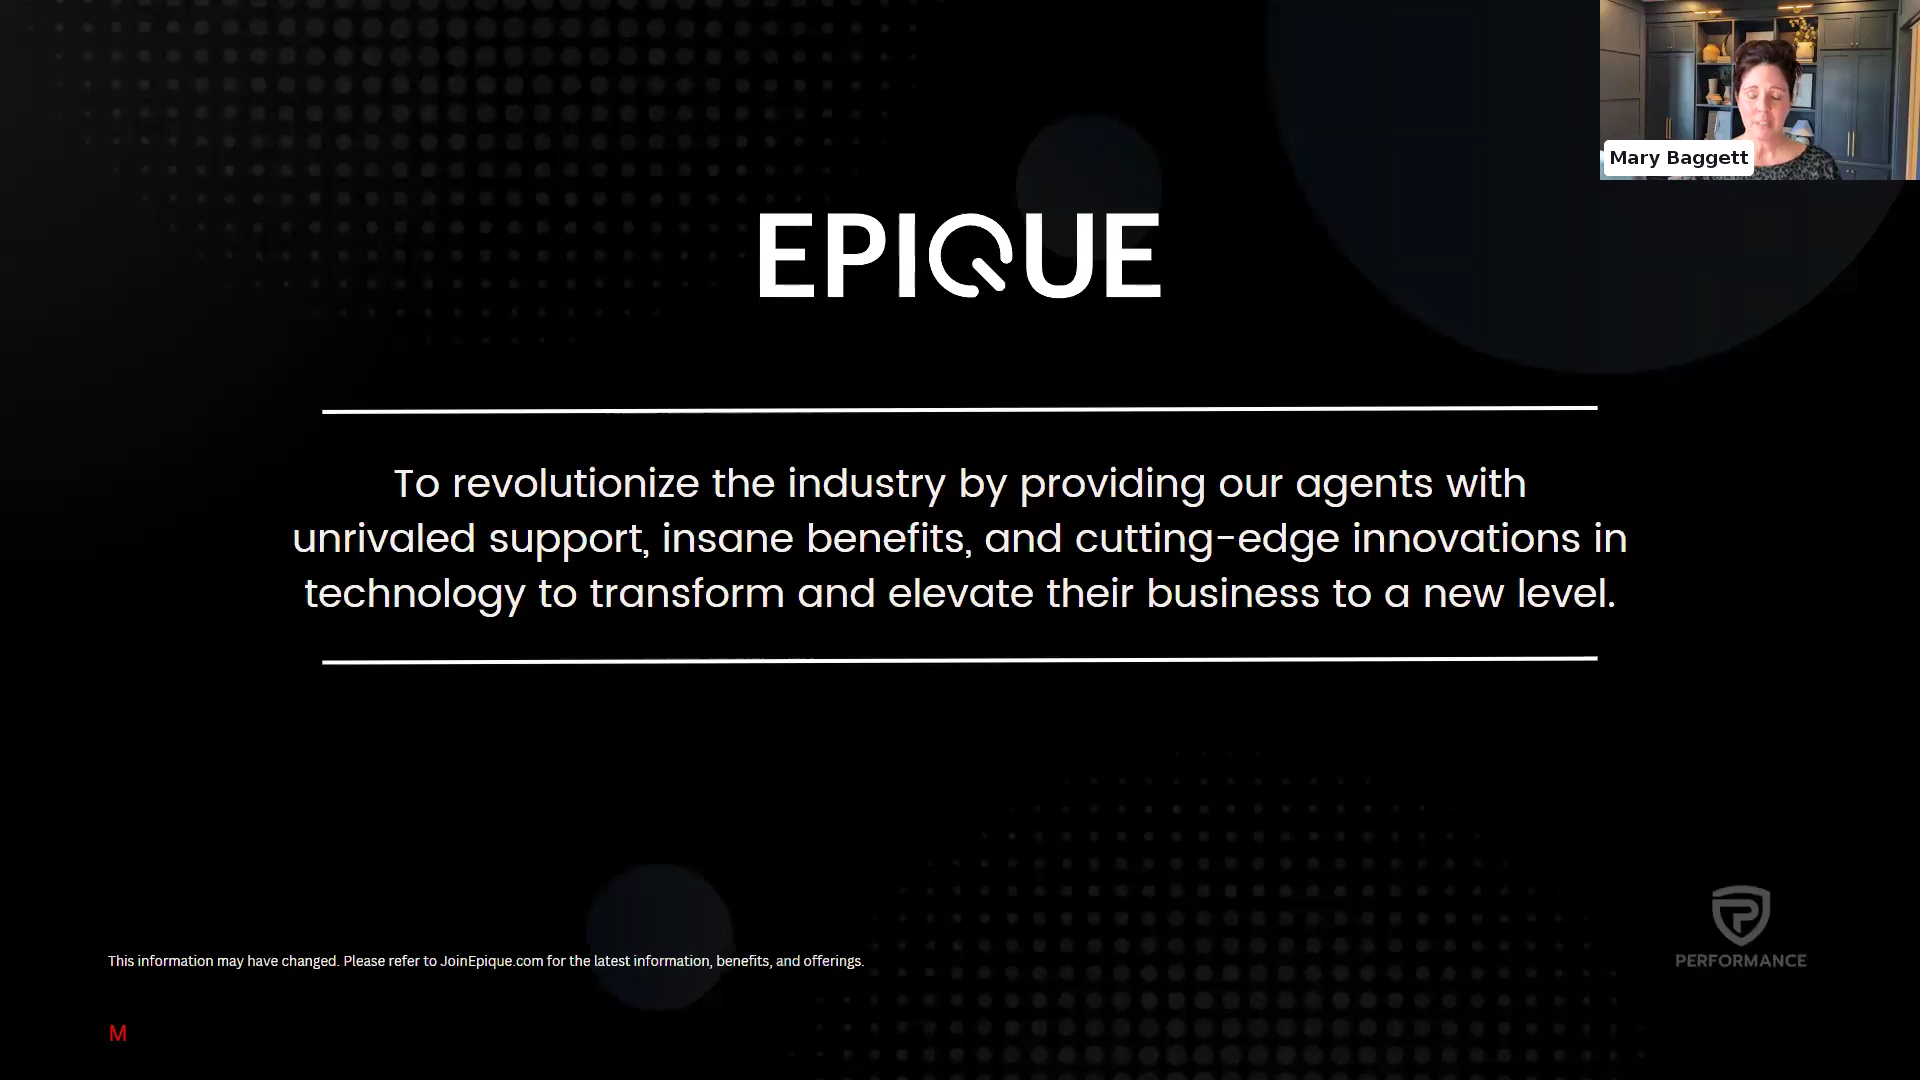 Mary Baggett
EPIQUE
To revolutionize the industry by providing our agents with
unrivaled support, insane benefits, and cutting-edge innovations in
technology to transform and elevate their business to a new level.
This information may have changed. Please refer to JoinEpique.com for the latest information, benefits, and offerings.
PERFORMANCE
M